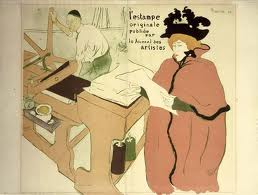 l'estampe
originale
publiée
par
le Journal des
artistes